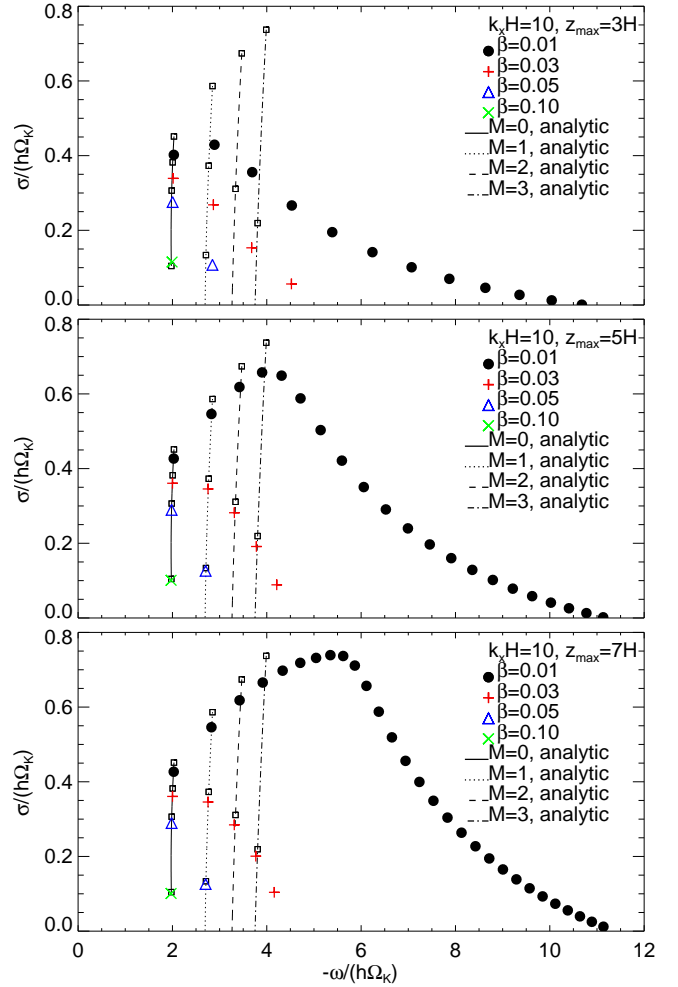 k_xH=10, z_max=3H
β=0.01
β=0.03
β=0.05
β=0.10
M=0, analytic
M=1, analytic
M=2, analytic
M=3, analytic
0.8
0.6
0.4
0.2
0.0
σ/(hΩ_K)
k_xH=10, z_max=5H
β=0.01
β=0.03
β=0.05
β=0.10
M=0, analytic
M=1, analytic
M=2, analytic
M=3, analytic
0.8
0.6
0.4
0.2
0.0
σ/(hΩ_K)
k_xH=10, z_max=7H
β=0.01
β=0.03
β=0.05
β=0.10
M=0, analytic
M=1, analytic
M=2, analytic
M=3, analytic
0.8
0.6
0.4
0.2
0.0
σ/(hΩ_K)
0 2 4 6 8 10 12
-ω/(hΩ_K)